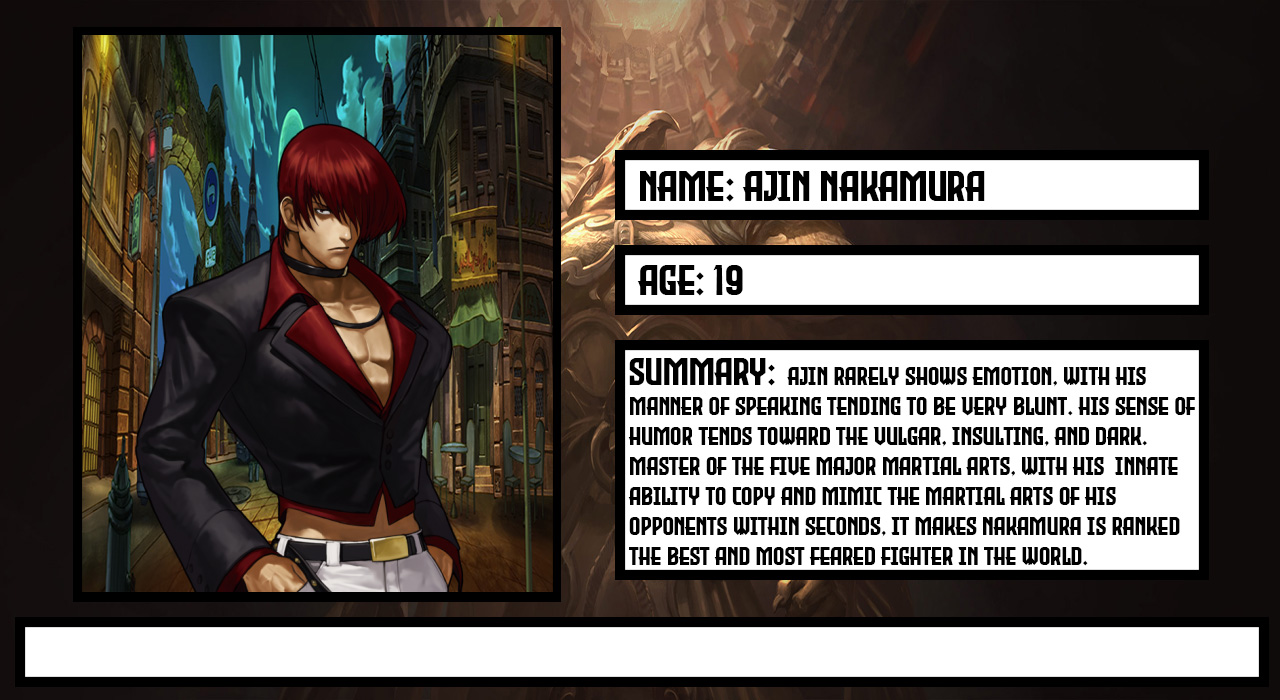 NAME: AJIN NAKAMURA
AGE: 19
SUMMARY: AJIN RARELY SHOWS EMOTION, WITH HIS
MANNER OF SPEAKING TENDING TO BE VERY BLUNT. HIS SENSE OF
HUMOR TENDS TOWARD THE VULGAR, INSULTING, AND DARK.
MASTER OF THE FIVE MAJOR MARTIAL ARTS, WITH HIS INNATE
ABILITY TO COPY AND MIMIC THE MARTIAL ARTS OF HIS
OPPONENTS WITHIN SECONDS, IT MAKES NAKAMURA IS RANKED
THE BEST AND MOST FEARED FIGHTER IN THE WORLD.